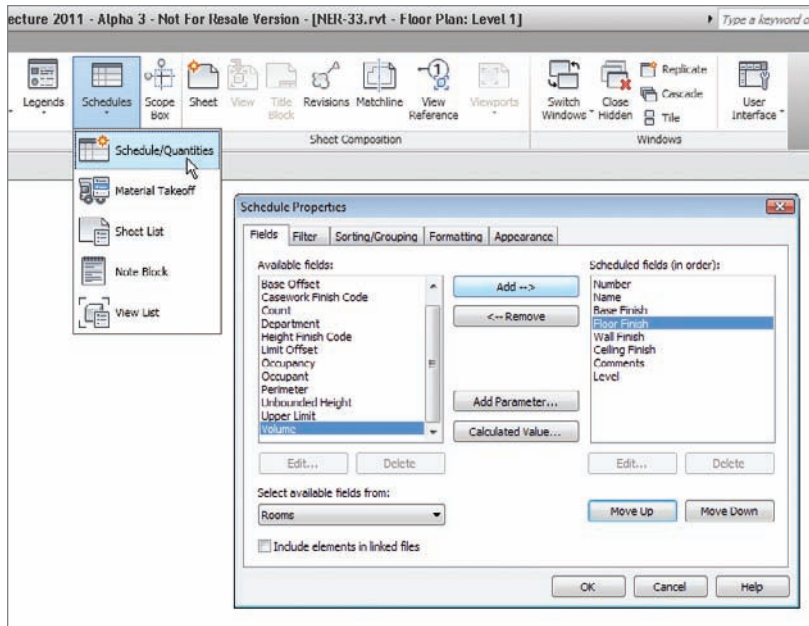 ecture 2011 - Alpha 3 - Not For Resale Version - [NER-33.rvt - Floor Plan: Level 1]
Type a keyword o
Legends
Schedules
Scope Box
Sheet
View
Title Block
Revisions
Matchline
View Reference
Viewports
Switch Windows
Close Hidden
Replicate
Cascade
Tile
User Interface
Sheet Composition
Windows
Schedule/Quantities
Material Takeoff
Sheet List
Note Block
View List
Schedule Properties
Fields
Filter
Sorting/Grouping
Formatting
Appearance
Available fields:
Base Offset
Casework Finish Code
Count
Department
Height Finish Code
Limit Offset
Occupancy
Occupant
Perimeter
Unbounded Height
Upper Limit
Volume
Add -->
<-- Remove
Add Parameter...
Calculated Value...
Scheduled fields (in order):
Number
Name
Base Finish
Floor Finish
Wall Finish
Ceiling Finish
Comments
Level
Edit...
Delete
Edit...
Delete
Select available fields from:
Rooms
Move Up
Move Down
Include elements in linked files
OK
Cancel
Help